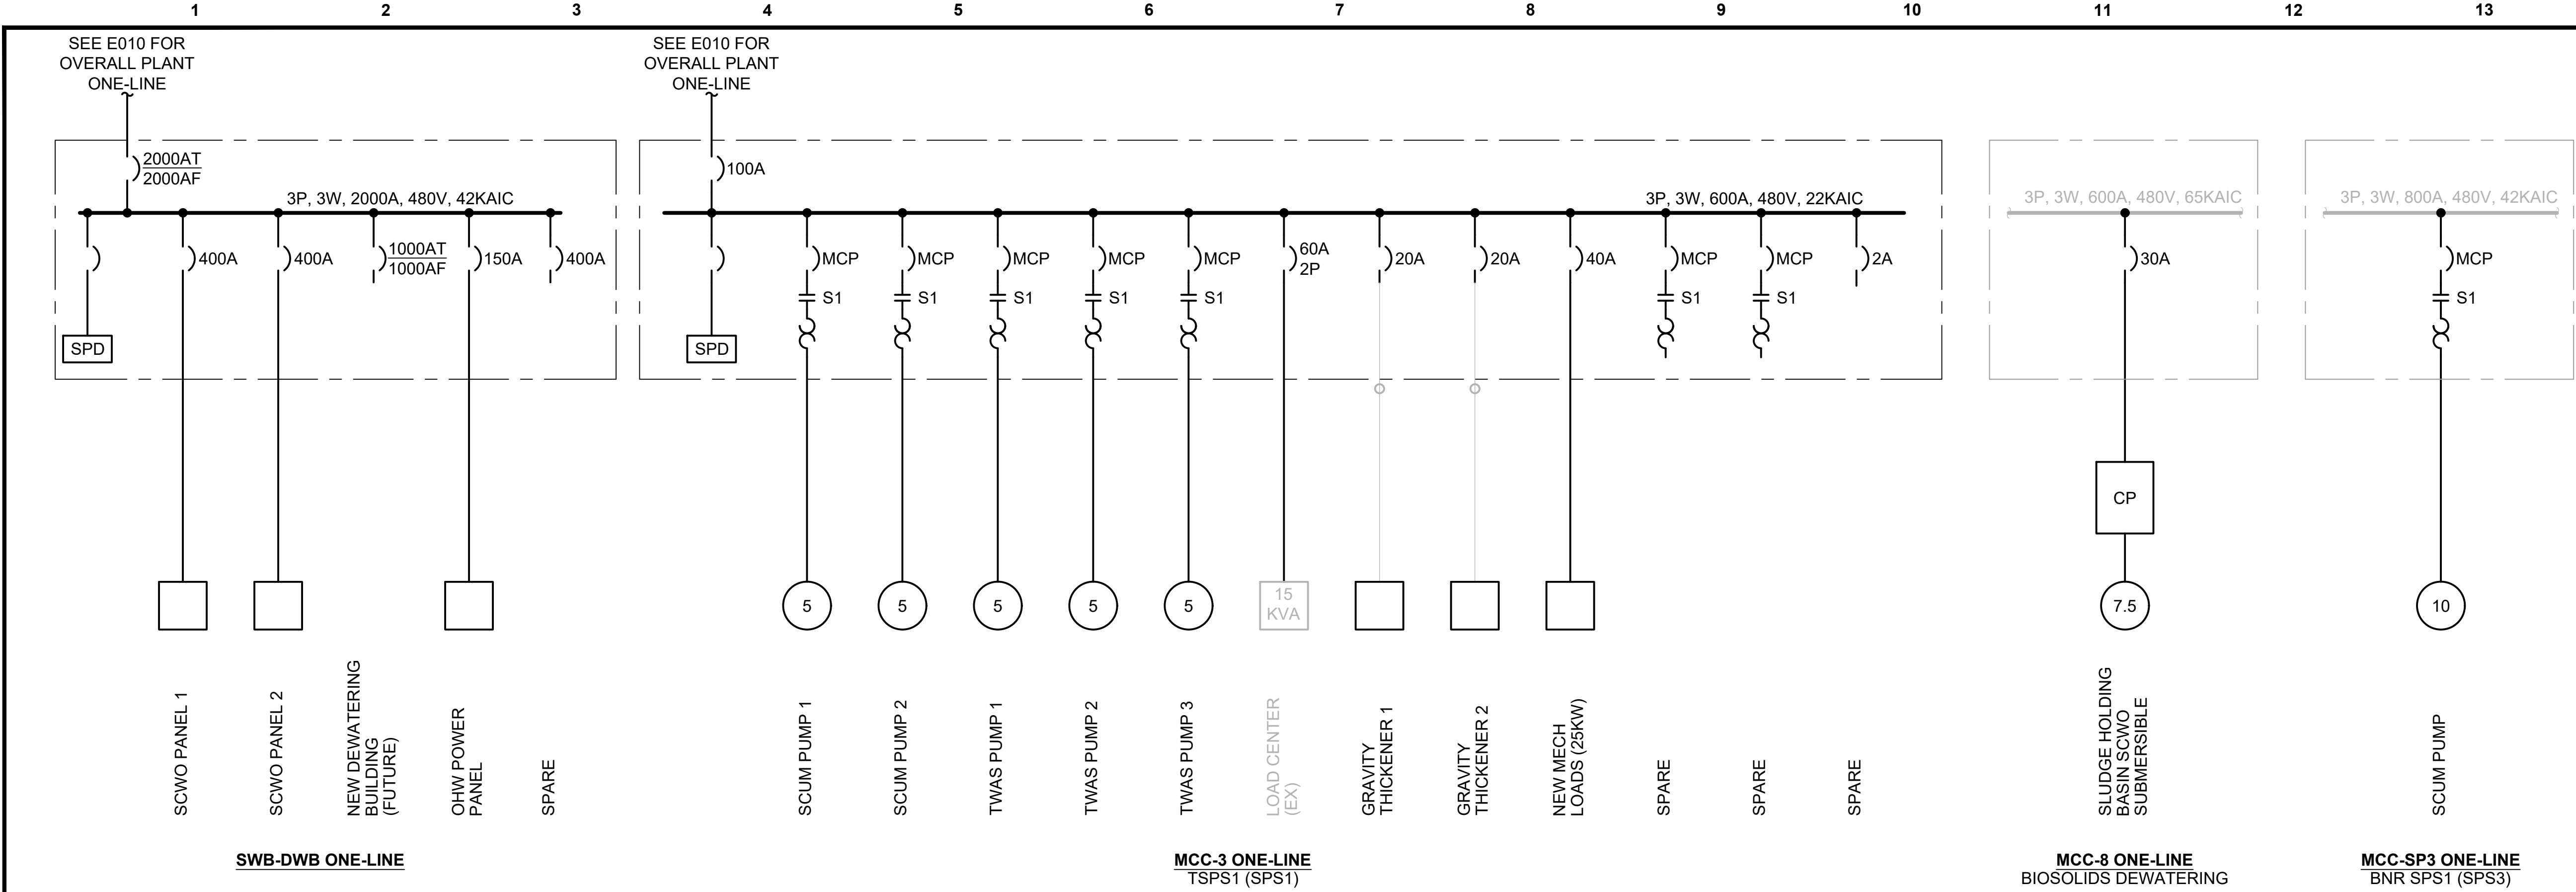 1 2 3 4 5 6 7 8 9 10 11 12 13
SEE E010 FOR
OVERALL PLANT
ONE-LINE
2000AT
2000AF
3P, 3W, 2000A, 480V, 42KAIC
400A
400A
1000AT
1000AF
150A
400A
SPD
SCWO PANEL 1
SCWO PANEL 2
NEW DEWATERING
BUILDING
(FUTURE)
OHW POWER
PANEL
SPARE
SWB-DWB ONE-LINE
SEE E010 FOR
OVERALL PLANT
ONE-LINE
100A
3P, 3W, 600A, 480V, 22KAIC
MCP
MCP
MCP
MCP
MCP
60A
2P
20A
20A
40A
MCP
MCP
2A
S1
S1
S1
S1
S1
S1
S1
SPD
5
5
5
5
5
15
KVA
SCUM PUMP 1
SCUM PUMP 2
TWAS PUMP 1
TWAS PUMP 2
TWAS PUMP 3
LOAD CENTER
(EX)
GRAVITY
THICKENER 1
GRAVITY
THICKENER 2
NEW MECH
LOADS (25KW)
SPARE
SPARE
SPARE
MCC-3 ONE-LINE
TSPS1 (SPS1)
3P, 3W, 600A, 480V, 65KAIC
30A
CP
7.5
SLUDGE HOLDING
BASIN SCWO
SUBMERSIBLE
MCC-8 ONE-LINE
BIOSOLIDS DEWATERING
3P, 3W, 800A, 480V, 42KAIC
MCP
S1
10
SCUM PUMP
MCC-SP3 ONE-LINE
BNR SPS1 (SPS3)